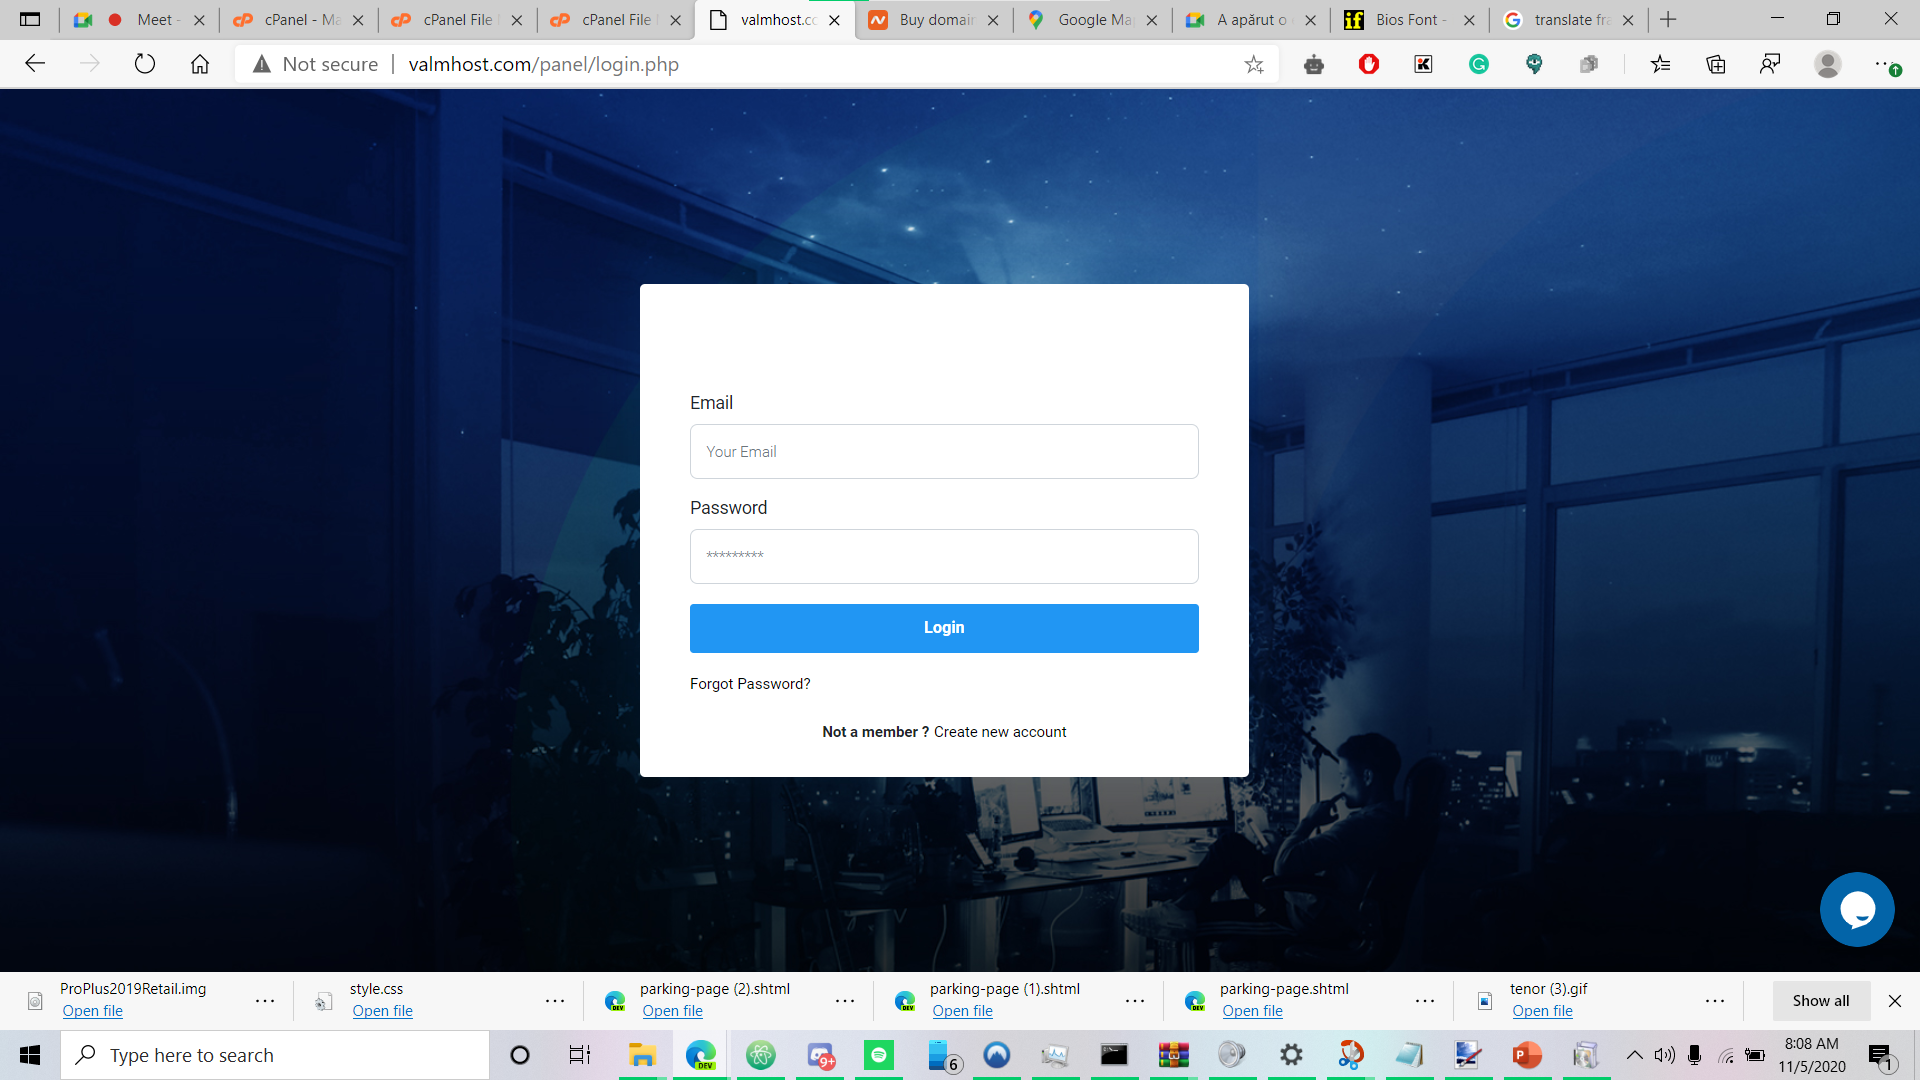 Meet -
cPanel - Ma
cPanel File
cPanel File
valmhost.co
Buy domain
Google Ma
A apărut o
Bios Font -
translate fra
Not secure | valmhost.com/panel/login.php
Email
Your Email
Password
*********
Login
Forgot Password?
Not a member ? Create new account
ProPlus2019Retail.img
Open file
style.css
Open file
parking-page (2).shtml
Open file
parking-page (1).shtml
Open file
parking-page.shtml
Open file
tenor (3).gif
Open file
Show all
Type here to search
DEV
9+
6
8:08 AM
11/5/2020
1